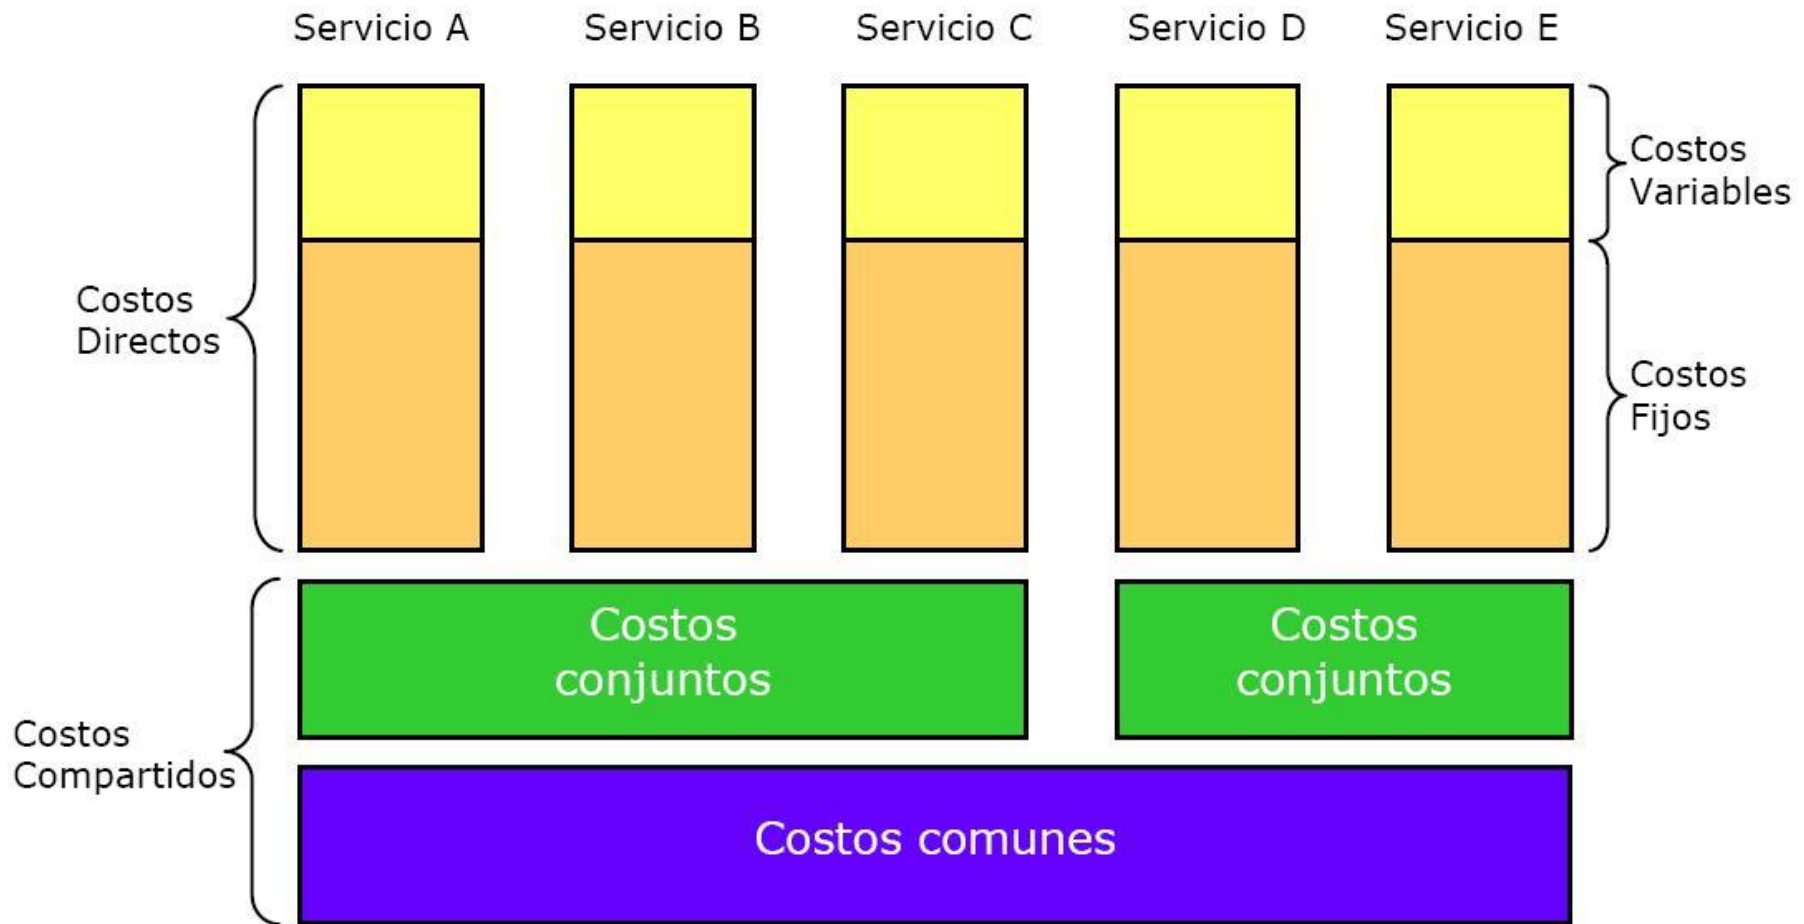 Servicio A
Servicio B
Servicio C
Servicio D
Servicio E
Costos
Variables
Costos
Directos
Costos
Fijos
Costos
conjuntos
Costos
conjuntos
Costos
Compartidos
Costos comunes